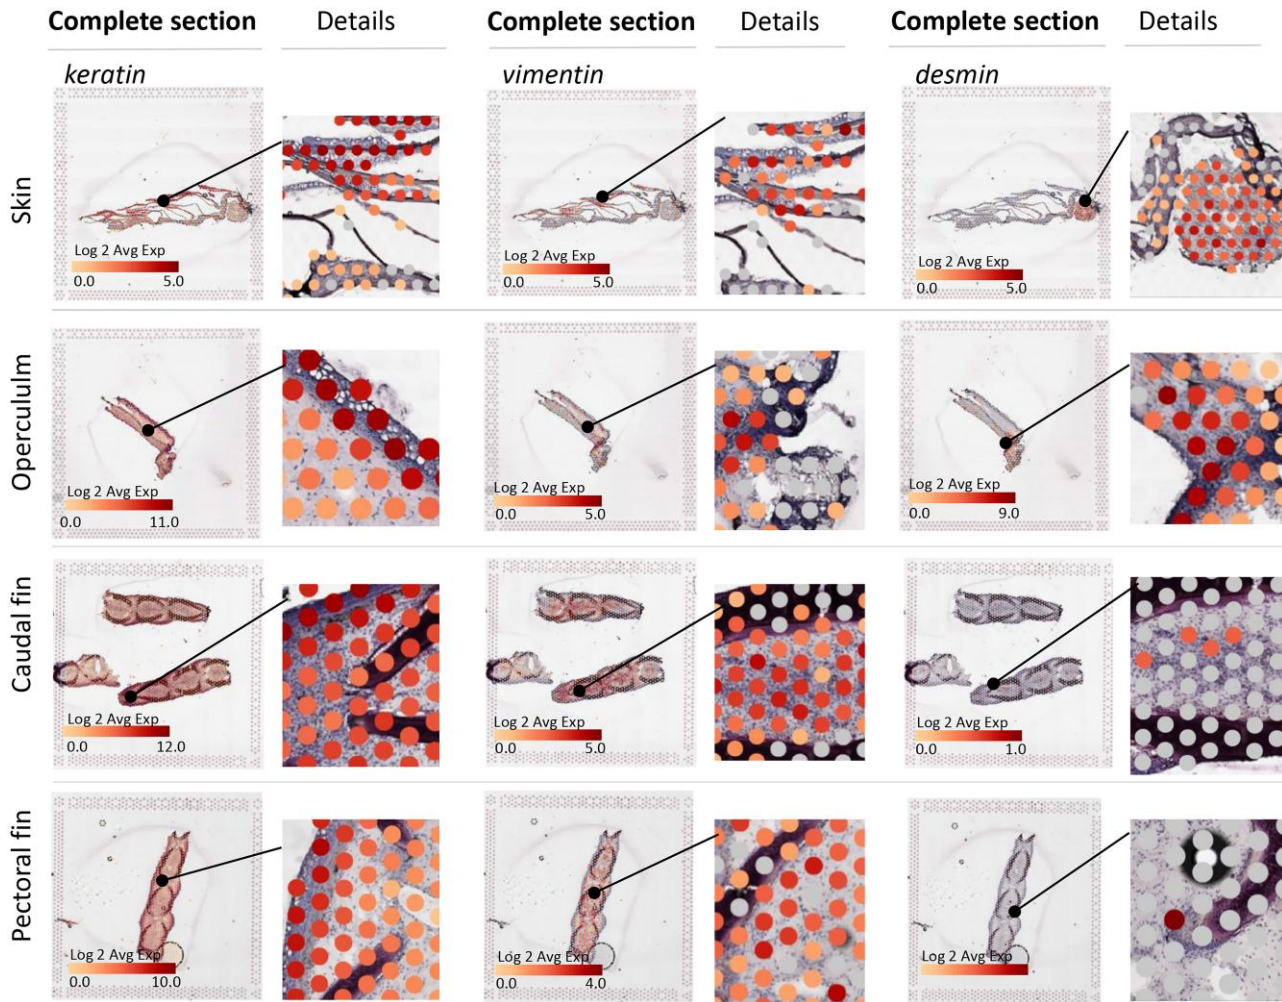 Complete section Details Complete section Details Complete section Details
keratin vimentin desmin
Skin
Log 2 Avg Exp
0.0 5.0
Log 2 Avg Exp
0.0 5.0
Log 2 Avg Exp
0.0 5.0
Opercululm
Log 2 Avg Exp
0.0 11.0
Log 2 Avg Exp
0.0 5.0
Log 2 Avg Exp
0.0 9.0
Caudal fin
Log 2 Avg Exp
0.0 12.0
Log 2 Avg Exp
0.0 5.0
Log 2 Avg Exp
0.0 1.0
Pectoral fin
Log 2 Avg Exp
0.0 10.0
Log 2 Avg Exp
0.0 4.0
Log 2 Avg Exp